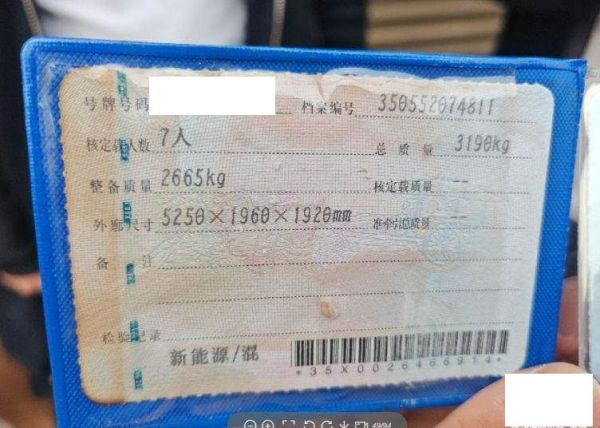 号牌号码 档案编号 350552074811
核定载人数 7人 总质量 3190kg
整备质量 2665kg 核定载质量 --
外廓尺寸 5250×1960×1920mm 准牵引总质量 --
备注
检验记录
新能源/混
*35X0026466914*